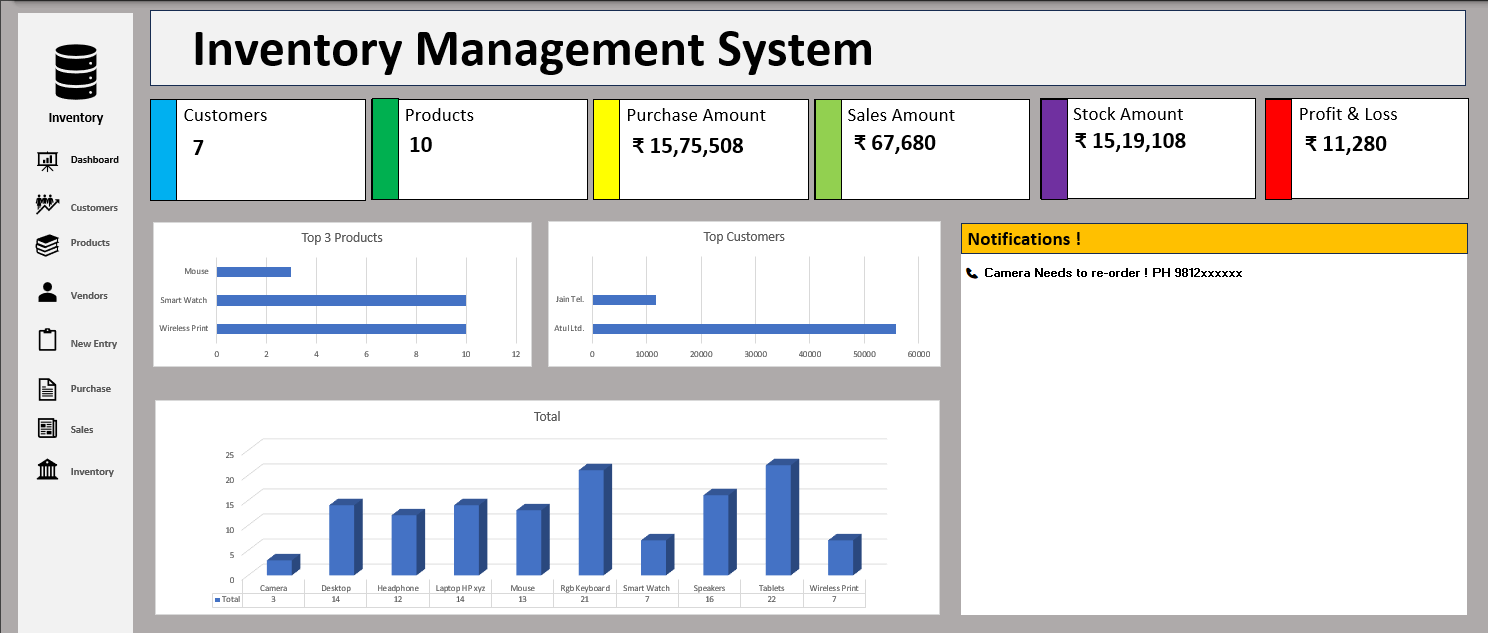 Inventory Management System
Inventory
Dashboard
Customers
Products
Vendors
New Entry
Purchase
Sales
Inventory
Customers
7
Products
10
Purchase Amount
₹ 15,75,508
Sales Amount
₹ 67,680
Stock Amount
₹ 15,19,108
Profit & Loss
₹ 11,280
Top 3 Products
Mouse
Smart Watch
Wireless Print
0 2 4 6 8 10 12
Top Customers
Jain Tel.
Atul Ltd.
0 10000 20000 30000 40000 50000 60000
Notifications !
Camera Needs to re-order ! PH 9812xxxxxx
Total
25
20
15
10
5
0
Camera Desktop Headphone Laptop HP xyz Mouse Rgb Keyboard Smart Watch Speakers Tablets Wireless Print
Total 3 14 12 14 13 21 7 16 22 7